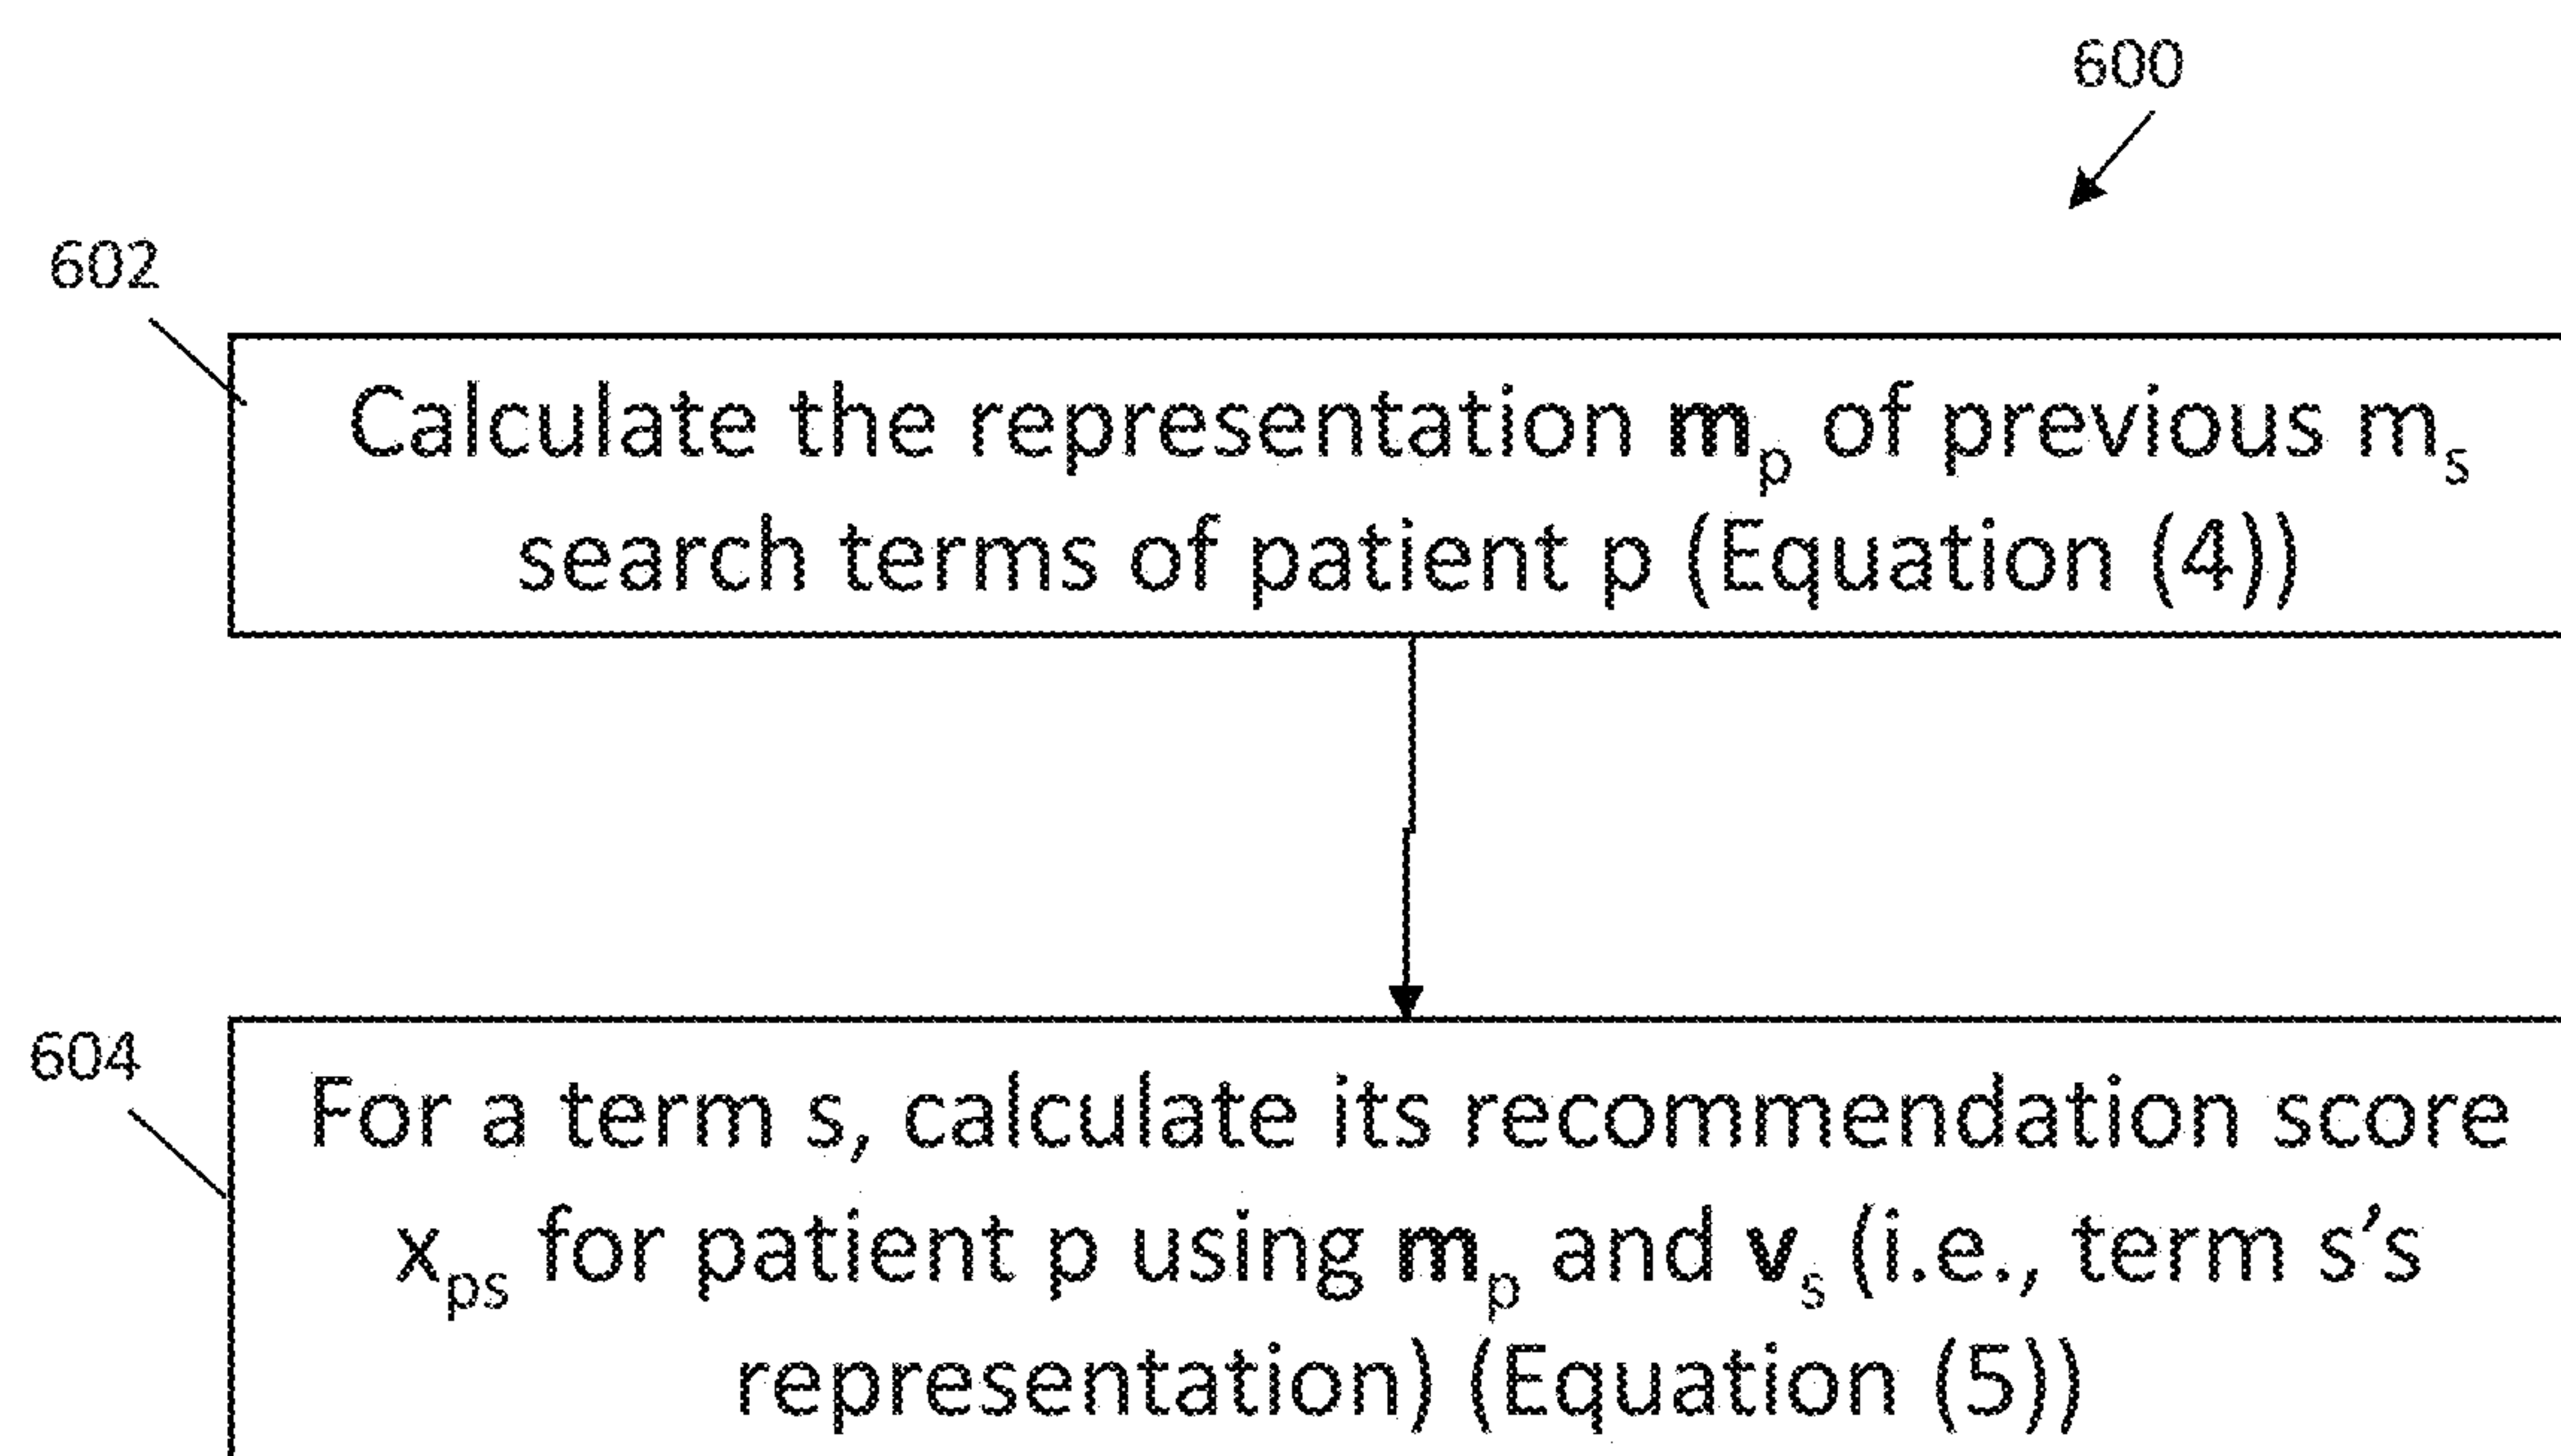 600
602
Calculate the representation mₚ of previous mₛ
search terms of patient p (Equation (4))
604
For a term s, calculate its recommendation score
xₚₛ for patient p using mₚ and vₛ (i.e., term s’s
representation) (Equation (5))